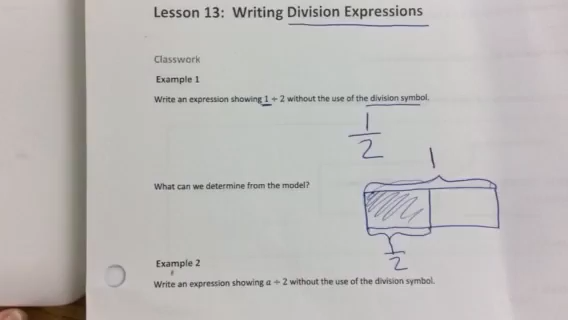 Lesson 13: Writing Division Expressions
Classwork
Example 1
Write an expression showing 1 ÷ 2 without the use of the division symbol.
1
2
1
What can we determine from the model?
1
2
Example 2
Write an expression showing a ÷ 2 without the use of the division symbol.